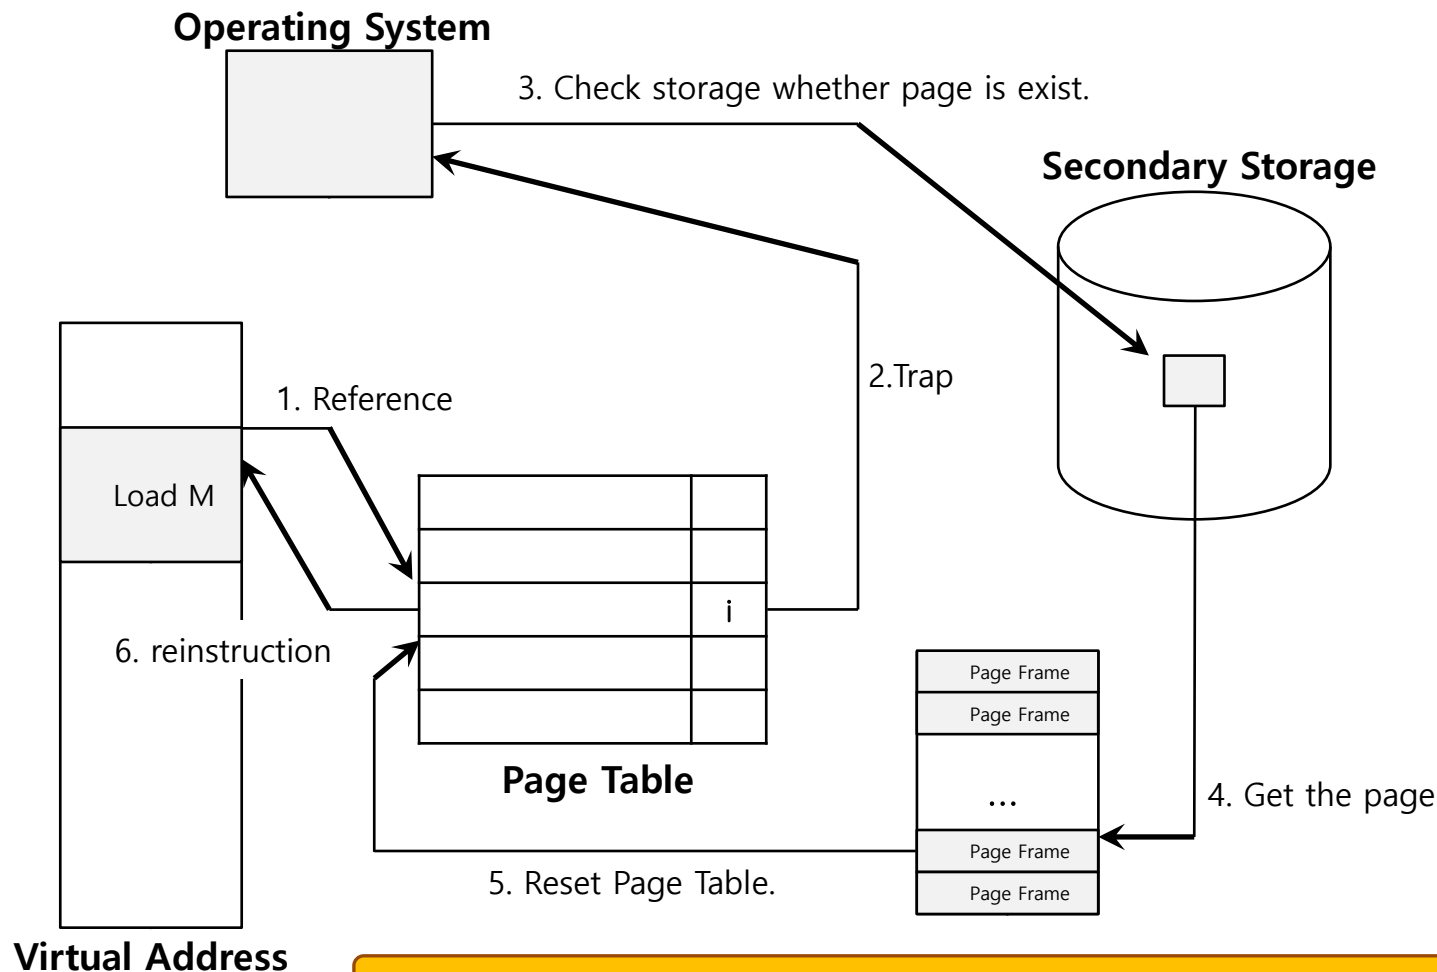 Operating System
3. Check storage whether page is exist.
Secondary Storage
2.Trap
1. Reference
Load M
i
6. reinstruction
Page Frame
Page Frame
Page Table
...
4. Get the page
Page Frame
5. Reset Page Table.
Page Frame
Virtual Address